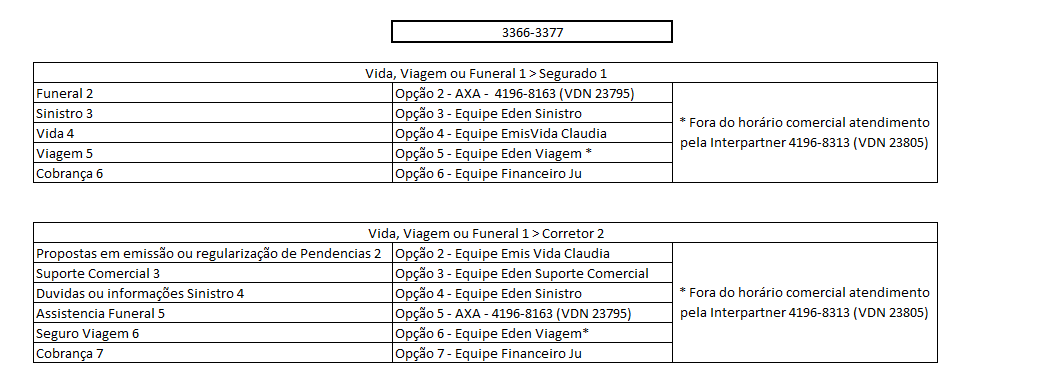 3366-3377
Vida, Viagem ou Funeral 1 > Segurado 1
Funeral 2 Opção 2 - AXA -  4196-8163 (VDN 23795)
Sinistro 3 Opção 3 - Equipe Eden Sinistro
Vida 4 Opção 4 - Equipe EmisVida Claudia
Viagem 5 Opção 5 - Equipe Eden Viagem *
Cobrança 6 Opção 6 - Equipe Financeiro Ju
* Fora do horário comercial atendimento
pela Interpartner 4196-8313 (VDN 23805)
Vida, Viagem ou Funeral 1 > Corretor 2
Propostas em emissão ou regularização de Pendencias 2 Opção 2 - Equipe Emis Vida Claudia
Suporte Comercial 3 Opção 3 - Equipe Eden Suporte Comercial
Duvidas ou informações Sinistro 4 Opção 4 - Equipe Eden Sinistro
Assistencia Funeral 5 Opção 5 - AXA - 4196-8163 (VDN 23795)
Seguro Viagem 6 Opção 6 - Equipe Eden Viagem*
Cobrança 7 Opção 7 - Equipe Financeiro Ju
* Fora do horário comercial atendimento
pela Interpartner 4196-8313 (VDN 23805)